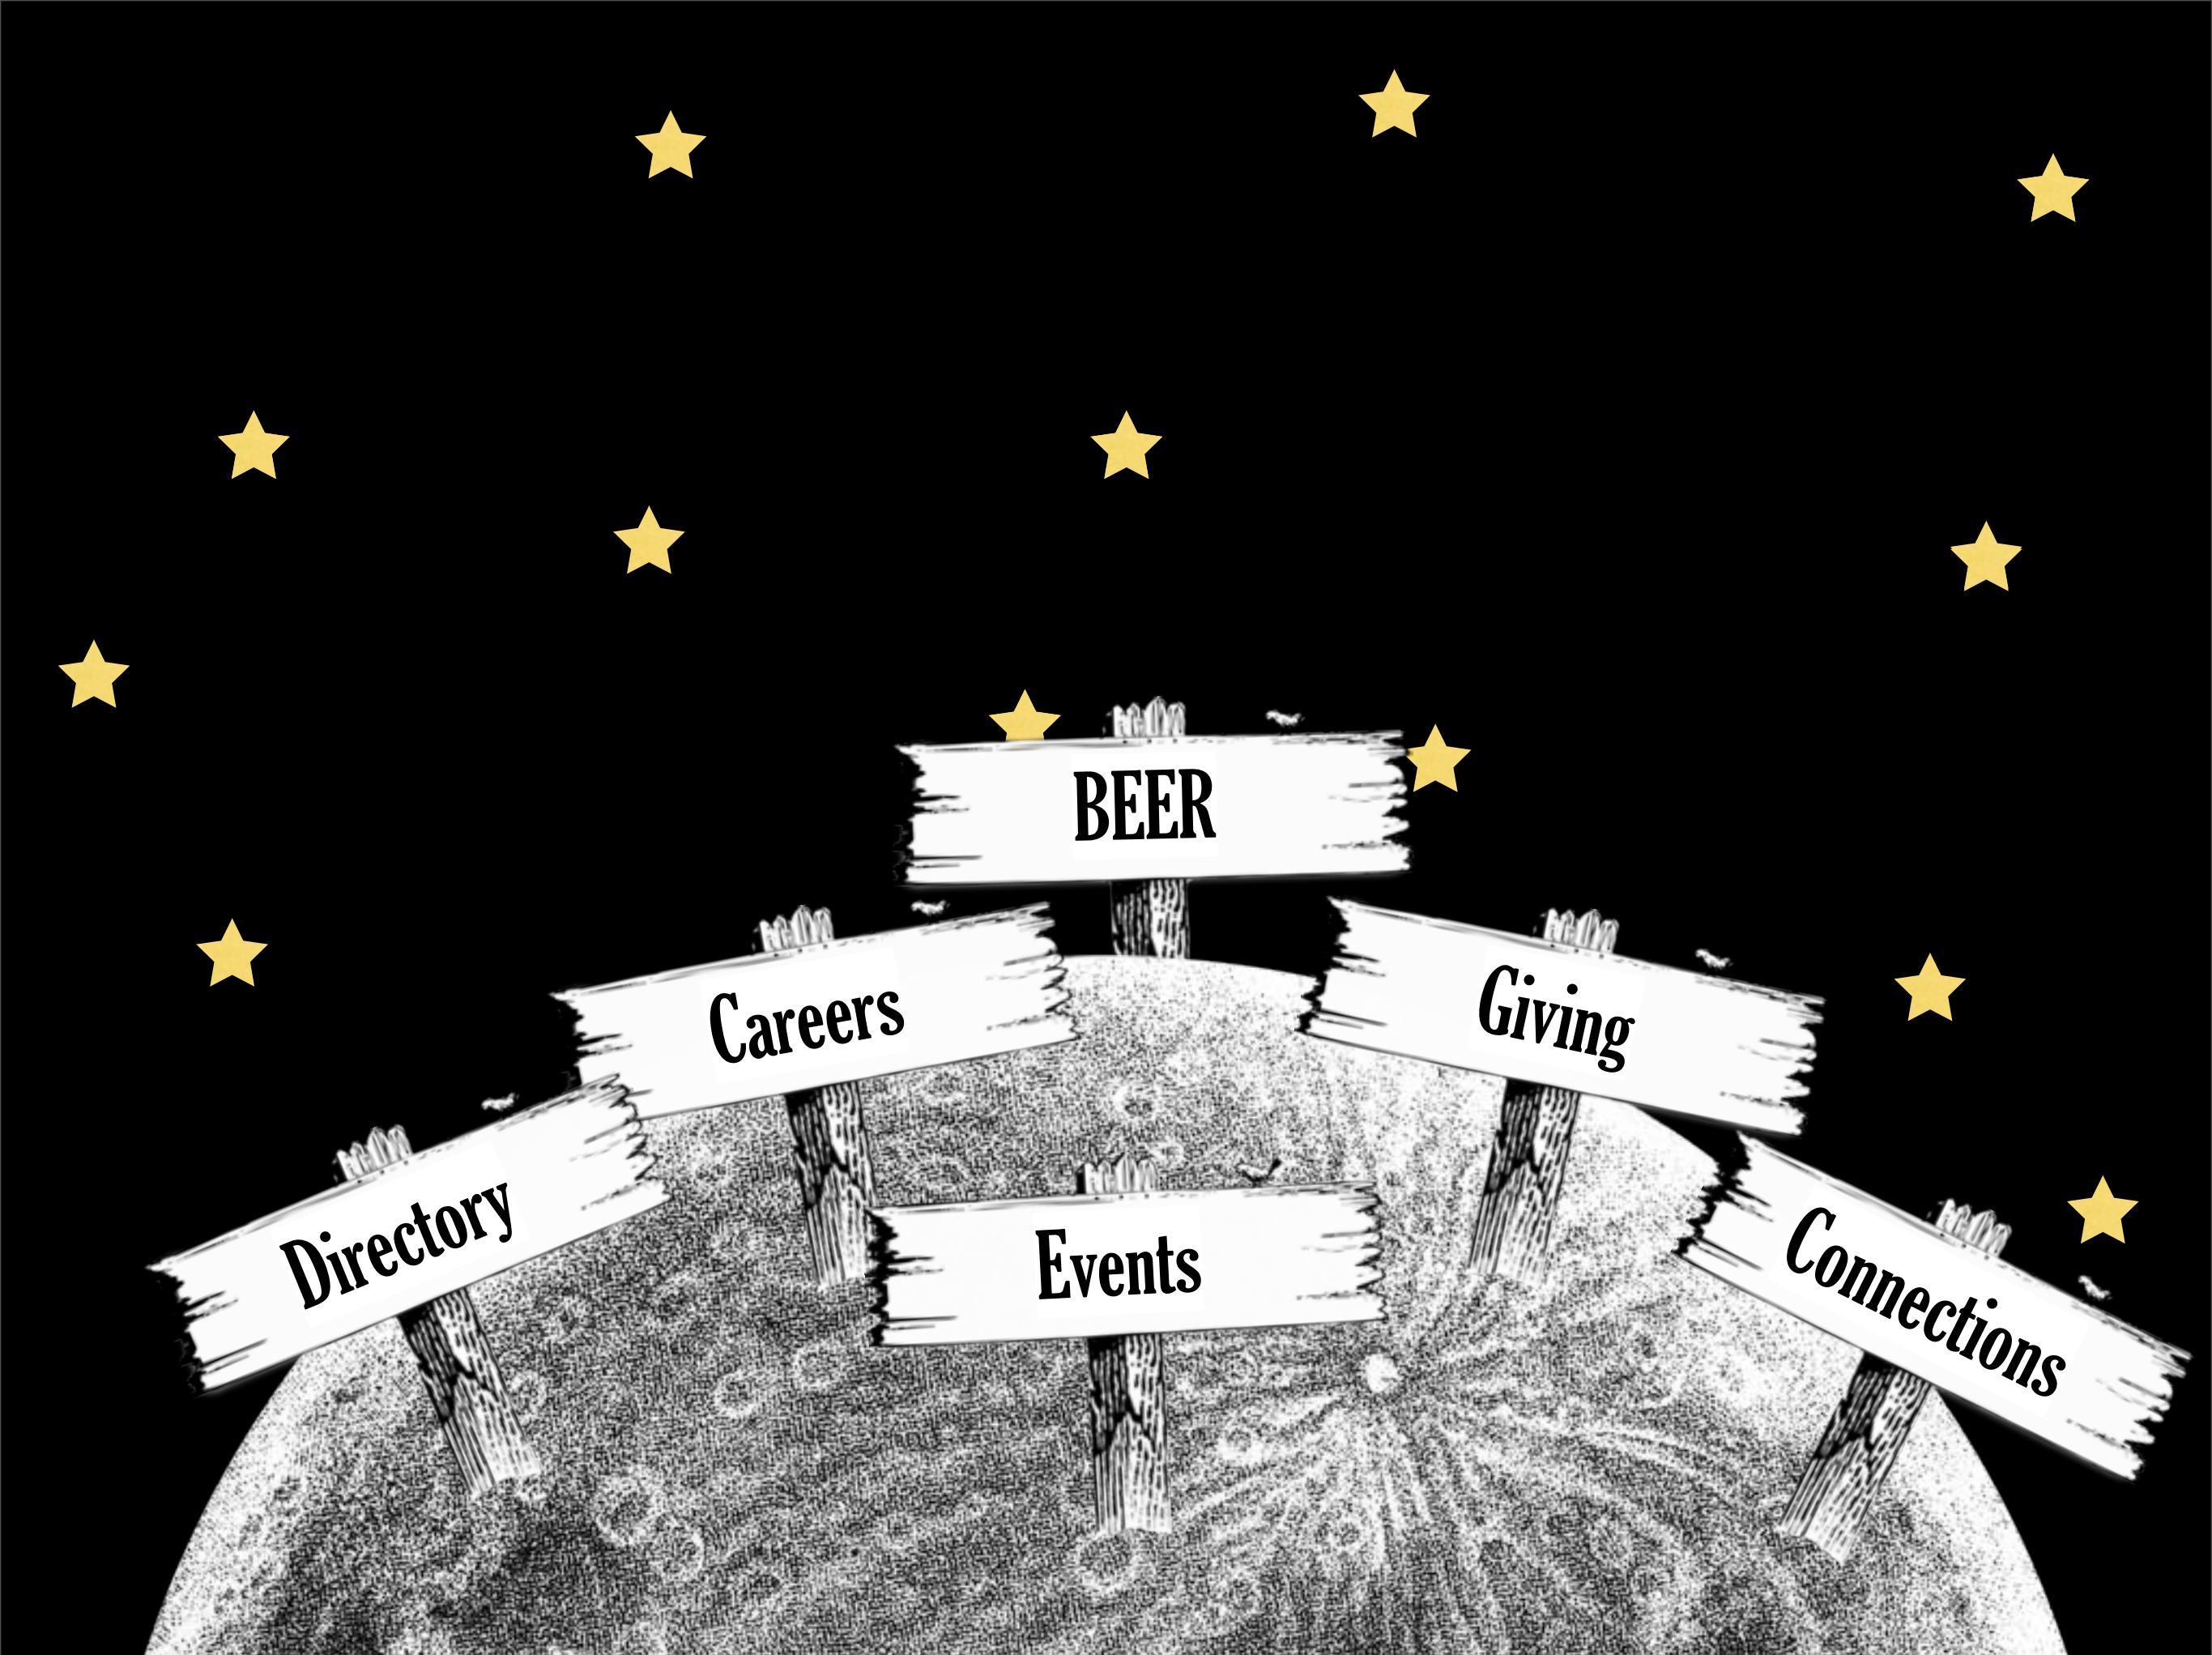 BEER
Careers
Giving
Directory
Events
Connections